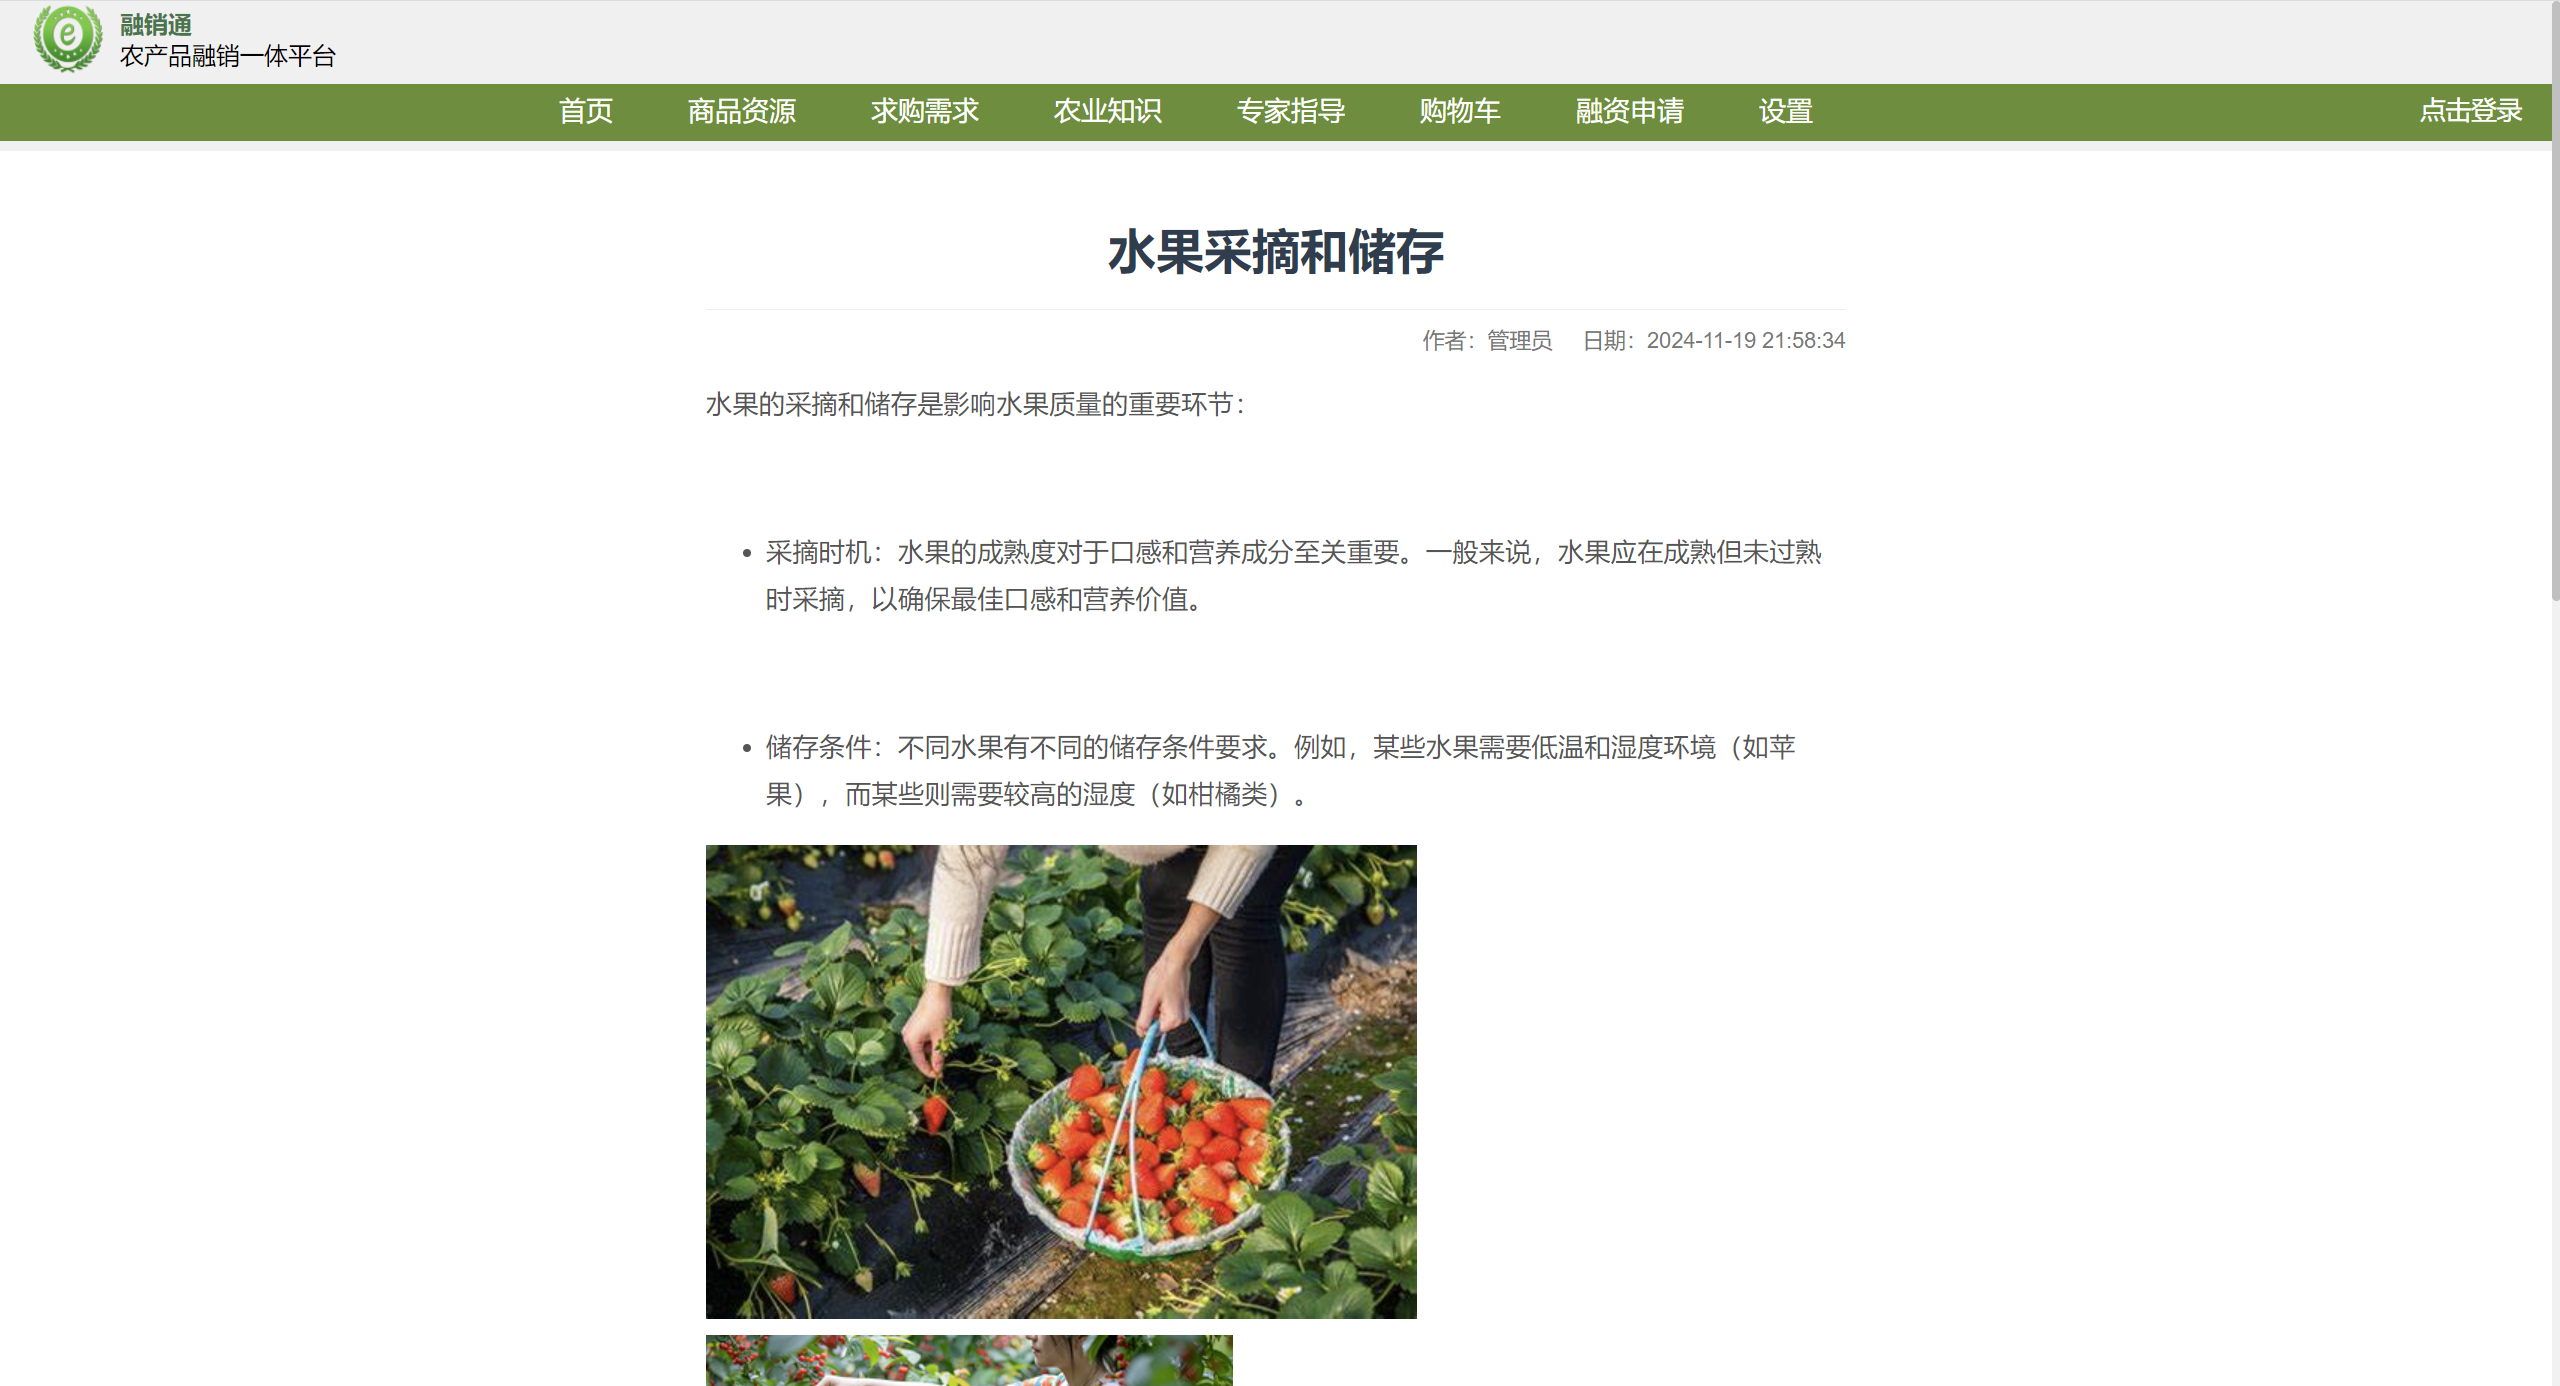 融销通
农产品融销一体平台
首页 商品资源 求购需求 农业知识 专家指导 购物车 融资申请 设置 点击登录
水果采摘和储存
作者：管理员 日期：2024-11-19 21:58:34
水果的采摘和储存是影响水果质量的重要环节：
采摘时机：水果的成熟度对于口感和营养成分至关重要。一般来说，水果应在成熟但未过熟
时采摘，以确保最佳口感和营养价值。
储存条件：不同水果有不同的储存条件要求。例如，某些水果需要低温和湿度环境（如苹
果），而某些则需要较高的湿度（如柑橘类）。